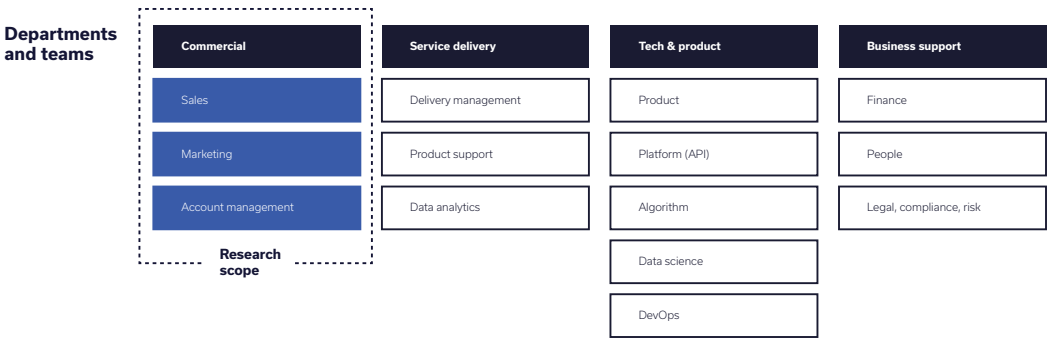 Departments
and teams
Commercial
Sales
Marketing
Account management
Research
scope
Service delivery
Delivery management
Product support
Data analytics
Tech & product
Product
Platform (API)
Algorithm
Data science
DevOps
Business support
Finance
People
Legal, compliance, risk